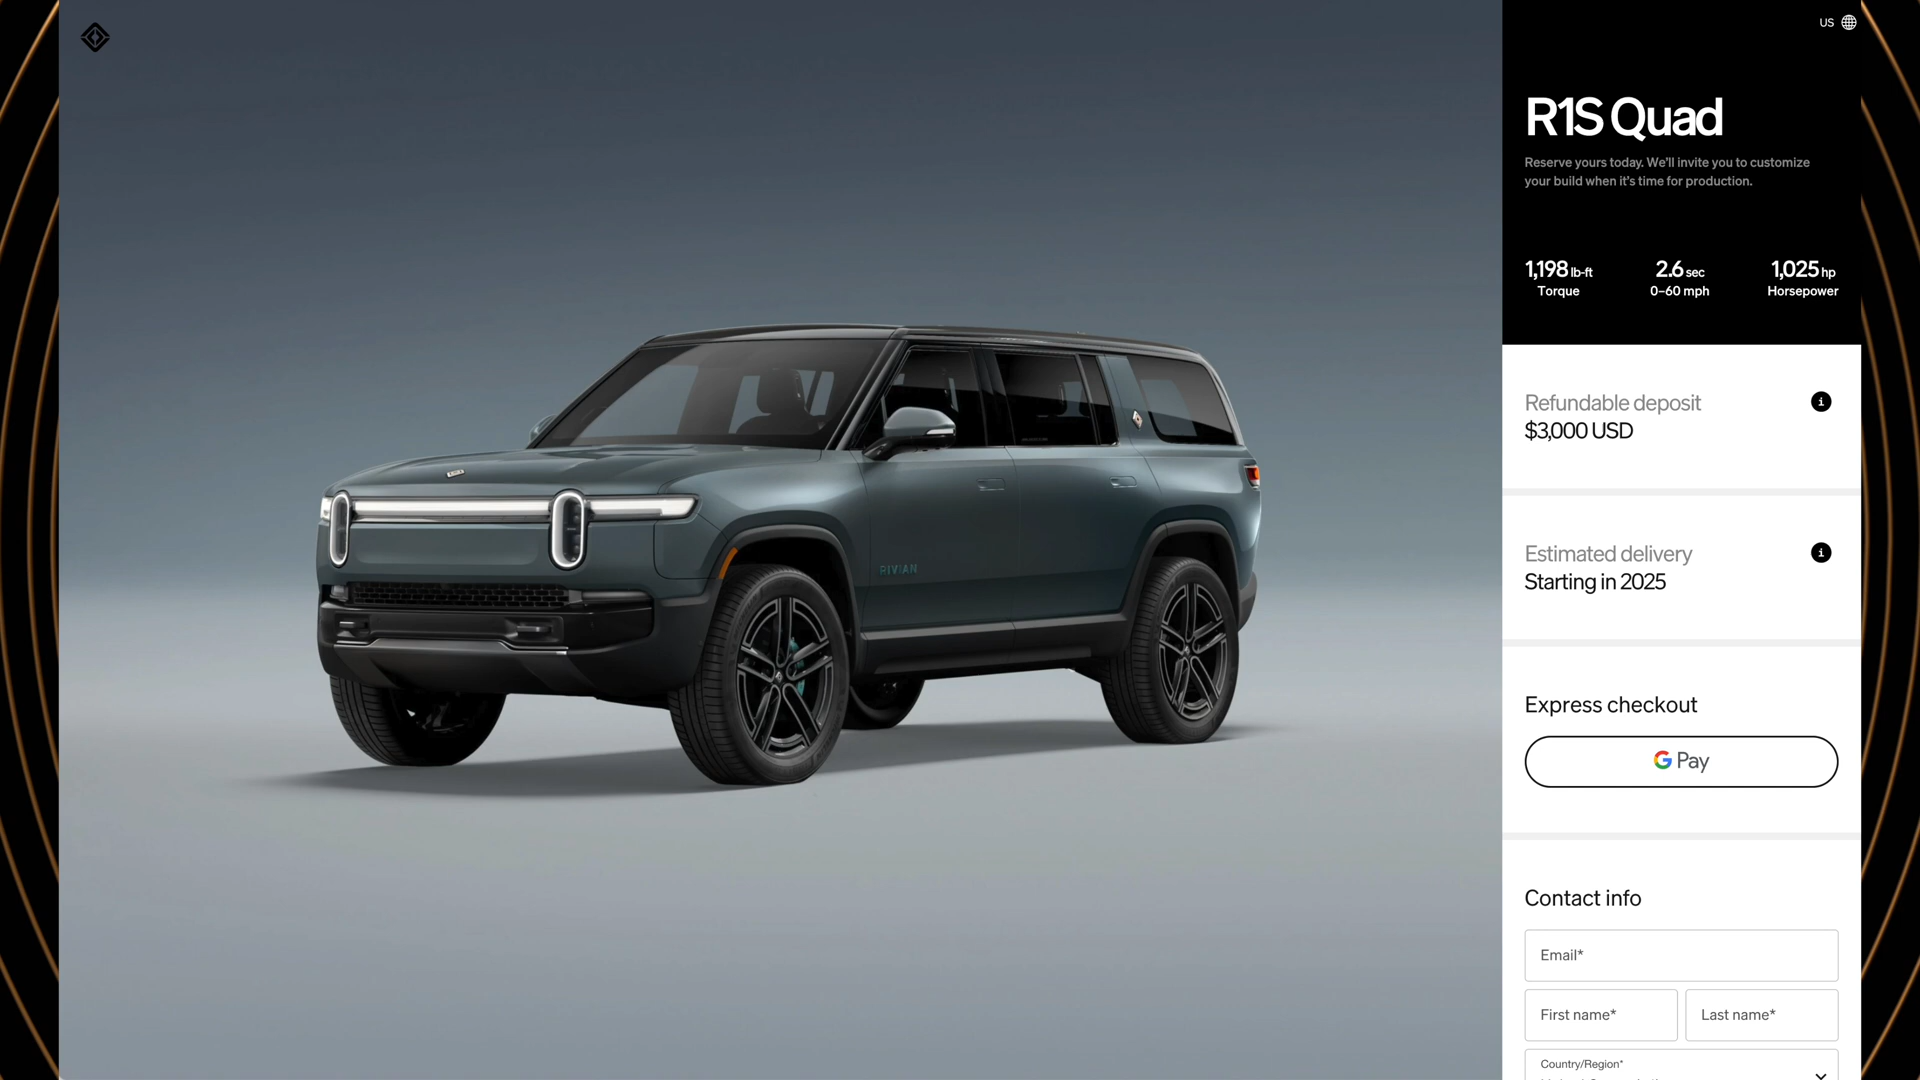 US
R1S Quad
Reserve yours today. We'll invite you to customize
your build when it's time for production.
1,198 lb-ft
Torque
2.6 sec
0–60 mph
1,025 hp
Horsepower
Refundable deposit
$3,000 USD
Estimated delivery
Starting in 2025
Express checkout
G Pay
Contact info
Email*
First name*
Last name*
Country/Region*
RIVIAN